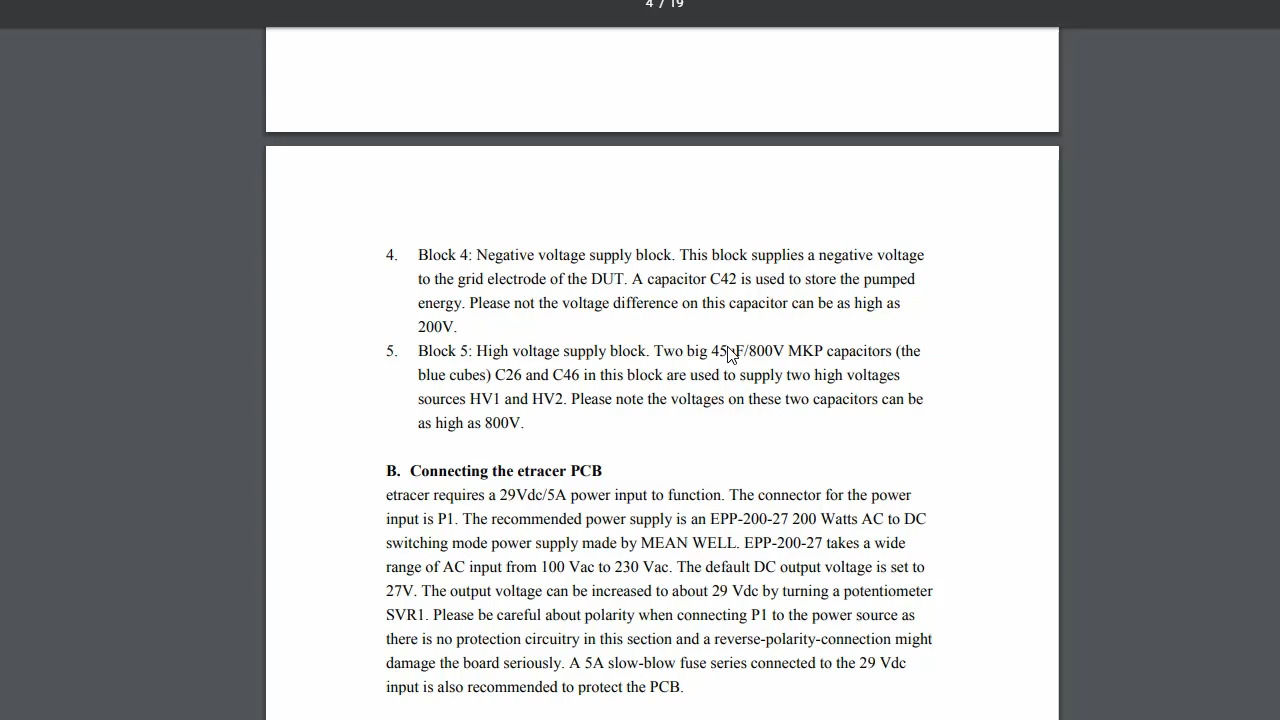 4 / 19
4. Block 4: Negative voltage supply block. This block supplies a negative voltage
to the grid electrode of the DUT. A capacitor C42 is used to store the pumped
energy. Please not the voltage difference on this capacitor can be as high as
200V.
5. Block 5: High voltage supply block. Two big 45uF/800V MKP capacitors (the
blue cubes) C26 and C46 in this block are used to supply two high voltages
sources HV1 and HV2. Please note the voltages on these two capacitors can be
as high as 800V.
B. Connecting the etracer PCB
etracer requires a 29Vdc/5A power input to function. The connector for the power
input is P1. The recommended power supply is an EPP-200-27 200 Watts AC to DC
switching mode power supply made by MEAN WELL. EPP-200-27 takes a wide
range of AC input from 100 Vac to 230 Vac. The default DC output voltage is set to
27V. The output voltage can be increased to about 29 Vdc by turning a potentiometer
SVR1. Please be careful about polarity when connecting P1 to the power source as
there is no protection circuitry in this section and a reverse-polarity-connection might
damage the board seriously. A 5A slow-blow fuse series connected to the 29 Vdc
input is also recommended to protect the PCB.